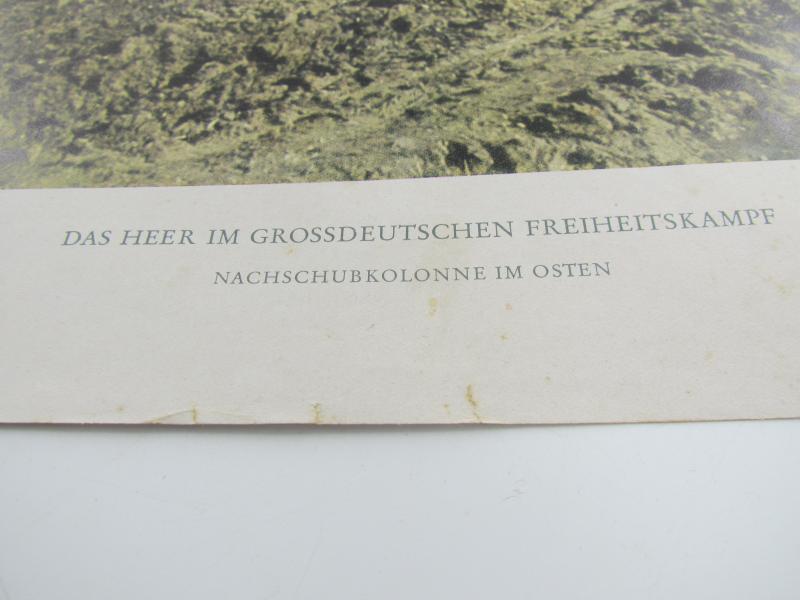 DAS HEER IM GROSSDEUTSCHEN FREIHEITSKAMPF
NACHSCHUBKOLONNE IM OSTEN